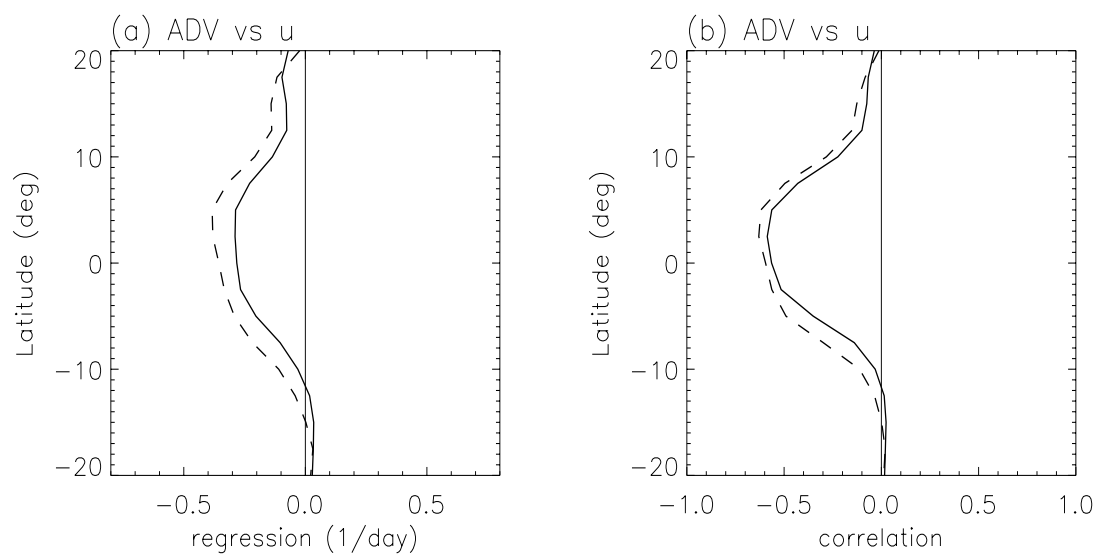 (a) ADV vs u
20
10
0
−10
−20
Latitude (deg)
−0.5 0.0 0.5
regression (1/day)
(b) ADV vs u
20
10
0
−10
−20
Latitude (deg)
−1.0 −0.5 0.0 0.5 1.0
correlation